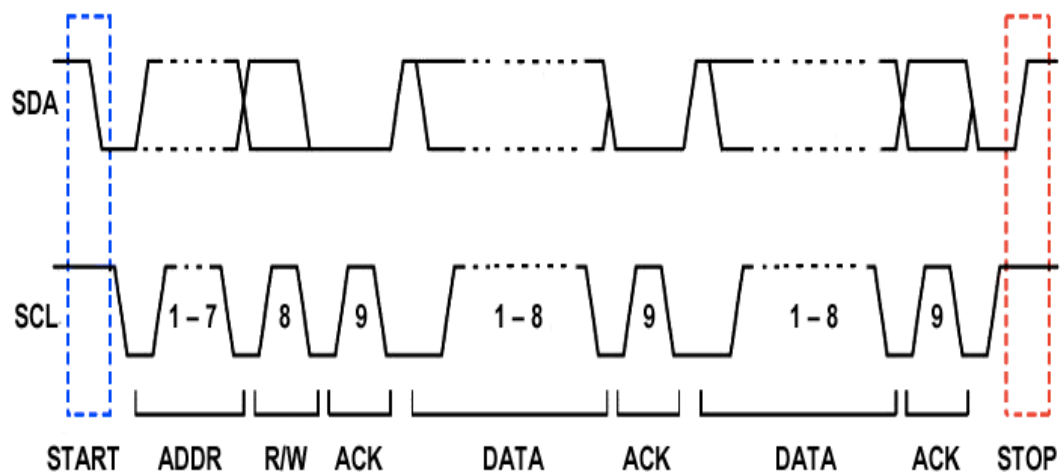 SDA
SCL 1 – 7 8 9 1 – 8 9 1 – 8 9
START ADDR R/W ACK DATA ACK DATA ACK STOP